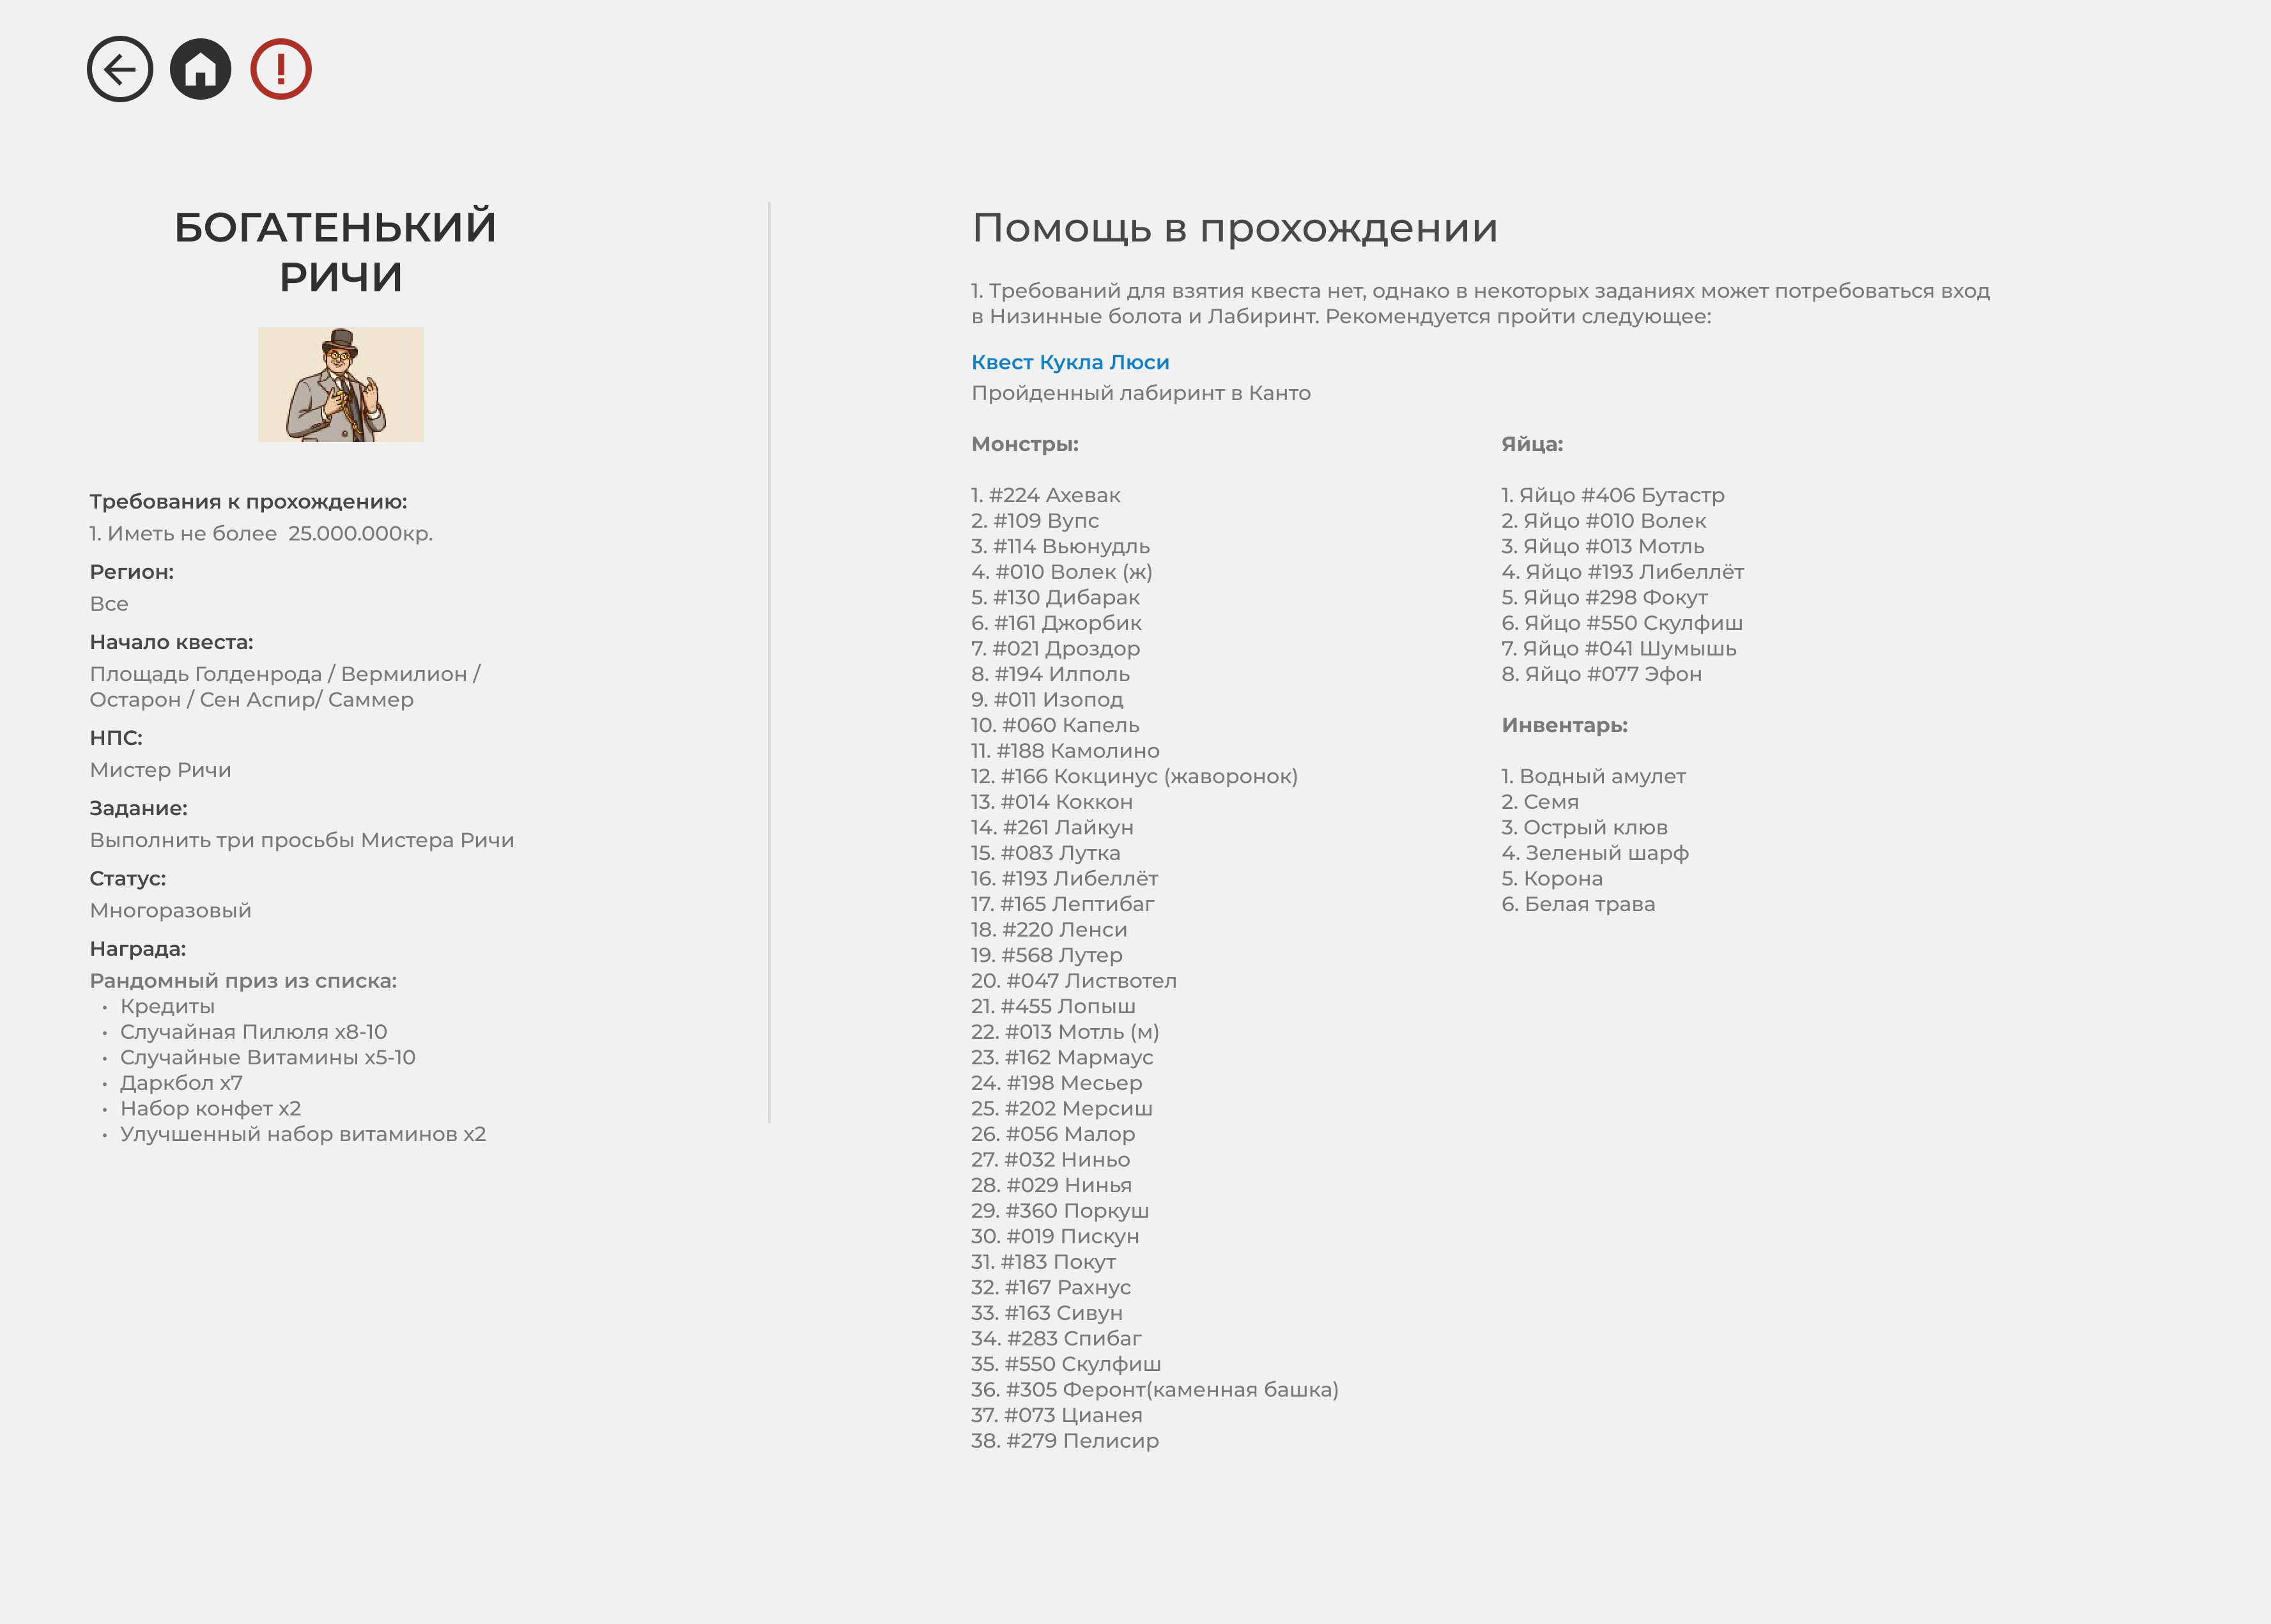 БОГАТЕНЬКИЙ
РИЧИ
Требования к прохождению:
1. Иметь не более 25.000.000кр.
Регион:
Все
Начало квеста:
Площадь Голденрода / Вермилион /
Остарон / Сен Аспир/ Саммер
НПС:
Мистер Ричи
Задание:
Выполнить три просьбы Мистера Ричи
Статус:
Многоразовый
Награда:
Рандомный приз из списка:
• Кредиты
• Случайная Пилюля х8-10
• Случайные Витамины х5-10
• Даркбол х7
• Набор конфет х2
• Улучшенный набор витаминов х2
Помощь в прохождении
1. Требований для взятия квеста нет, однако в некоторых заданиях может потребоваться вход
в Низинные болота и Лабиринт. Рекомендуется пройти следующее:
Квест Кукла Люси
Пройденный лабиринт в Канто
Монстры:
1. #224 Ахевак
2. #109 Вупс
3. #114 Вьюнудль
4. #010 Волек (ж)
5. #130 Дибарак
6. #161 Джорбик
7. #021 Дроздор
8. #194 Илполь
9. #011 Изопод
10. #060 Капель
11. #188 Камолино
12. #166 Кокцинус (жаворонок)
13. #014 Коккон
14. #261 Лайкун
15. #083 Лутка
16. #193 Либеллёт
17. #165 Лептибаг
18. #220 Ленси
19. #568 Лутер
20. #047 Листвотел
21. #455 Лопыш
22. #013 Мотль (м)
23. #162 Мармаус
24. #198 Месьер
25. #202 Мерсиш
26. #056 Малор
27. #032 Ниньо
28. #029 Нинья
29. #360 Поркуш
30. #019 Пискун
31. #183 Покут
32. #167 Рахнус
33. #163 Сивун
34. #283 Спибаг
35. #550 Скулфиш
36. #305 Феронт(каменная башка)
37. #073 Цианея
38. #279 Пелисир
Яйца:
1. Яйцо #406 Бутастр
2. Яйцо #010 Волек
3. Яйцо #013 Мотль
4. Яйцо #193 Либеллёт
5. Яйцо #298 Фокут
6. Яйцо #550 Скулфиш
7. Яйцо #041 Шумышь
8. Яйцо #077 Эфон
Инвентарь:
1. Водный амулет
2. Семя
3. Острый клюв
4. Зеленый шарф
5. Корона
6. Белая трава